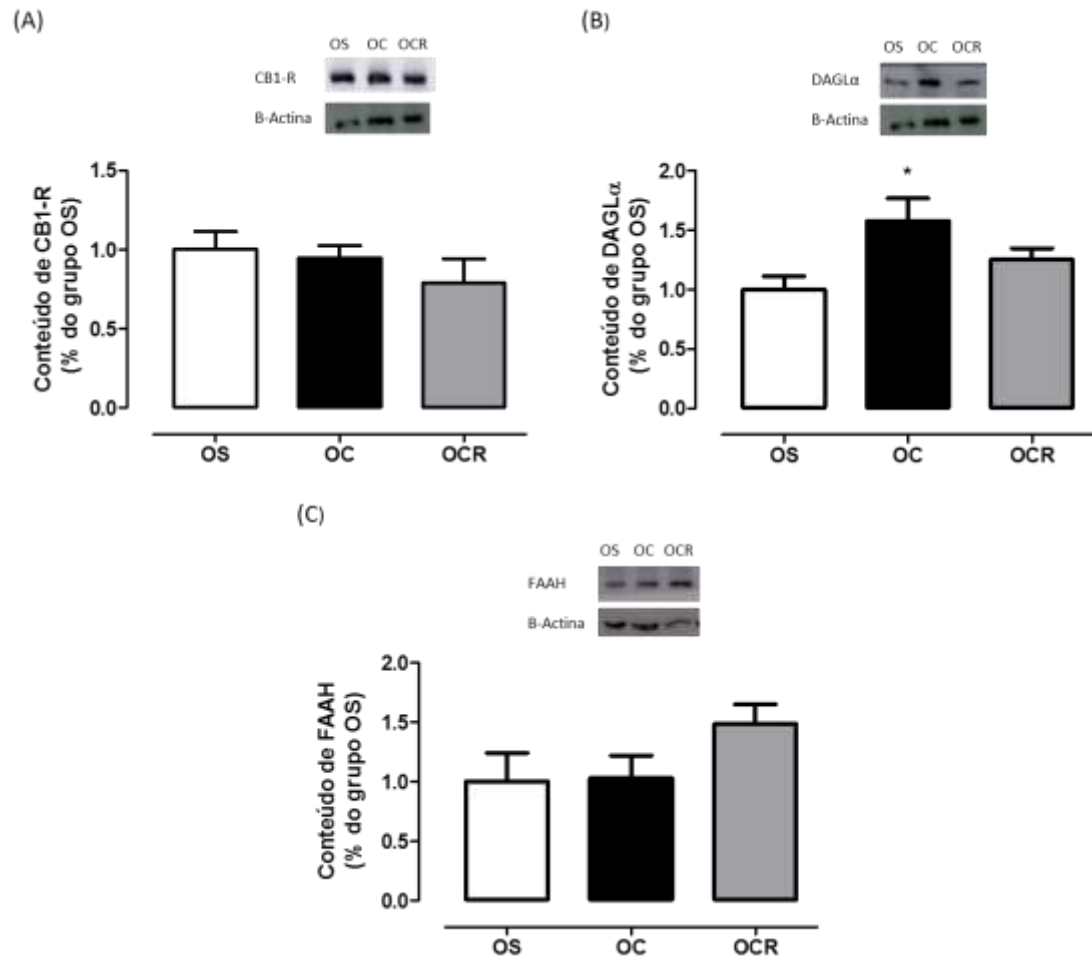 (A)
OS OC OCR
CB1-R
B-Actina
Conteúdo de CB1-R
(% do grupo OS)
1.5
1.0
0.5
0.0
OS OC OCR
(B)
OS OC OCR
DAGLα
B-Actina
Conteúdo de DAGLα
(% do grupo OS)
2.0
1.5
1.0
0.5
0.0
*
OS OC OCR
(C)
OS OC OCR
FAAH
B-Actina
Conteúdo de FAAH
(% do grupo OS)
2.0
1.5
1.0
0.5
0.0
OS OC OCR